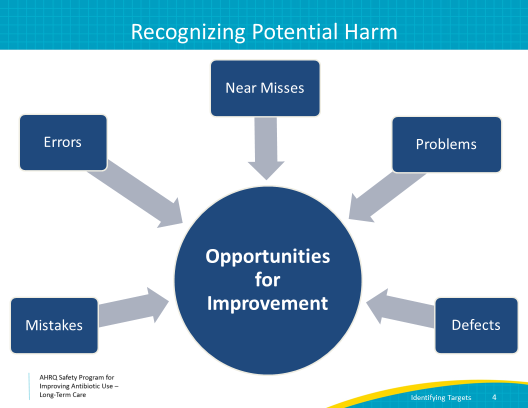 Recognizing Potential Harm
Near Misses
Errors
Problems
Opportunities
for
Improvement
Mistakes
Defects
AHRQ Safety Program for
Improving Antibiotic Use –
Long-Term Care
Identifying Targets
4